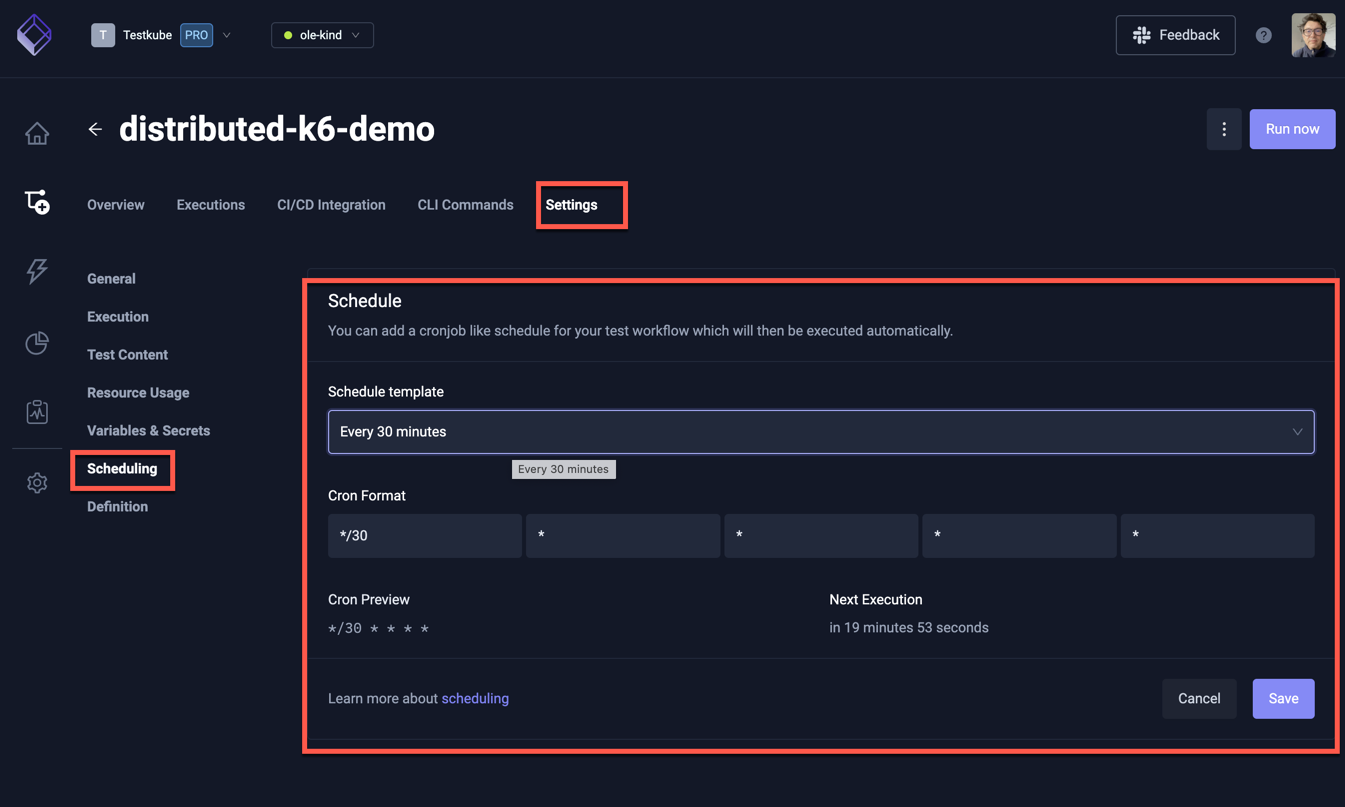 T Testkube PRO ole-kind Feedback ?
distributed-k6-demo Run now
Overview Executions CI/CD Integration CLI Commands Settings
General
Execution
Test Content
Resource Usage
Variables & Secrets
Scheduling
Definition
Schedule
You can add a cronjob like schedule for your test workflow which will then be executed automatically.
Schedule template
Every 30 minutes
Every 30 minutes
Cron Format
*/30 * * * *
Cron Preview Next Execution
*/30 * * * * in 19 minutes 53 seconds
Learn more about scheduling Cancel Save